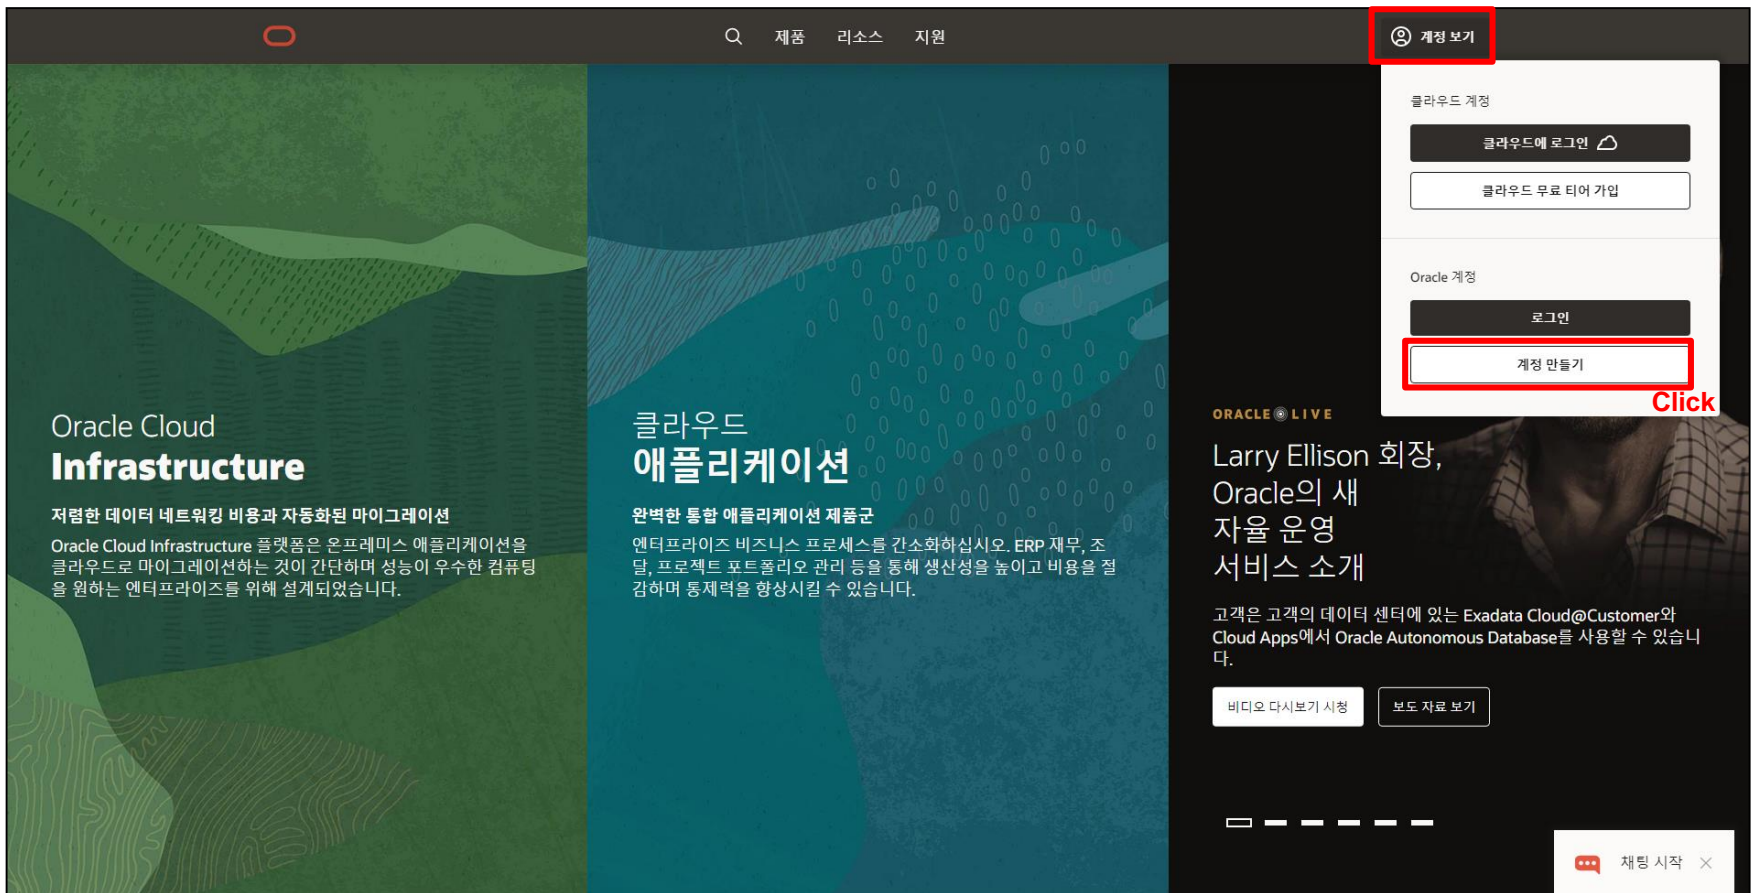 제품
리소스
지원
계정 보기
클라우드 계정
클라우드에 로그인
클라우드 무료 티어 가입
Oracle 계정
로그인
계정 만들기
Click
Oracle Cloud
Infrastructure
저렴한 데이터 네트워킹 비용과 자동화된 마이그레이션
Oracle Cloud Infrastructure 플랫폼은 온프레미스 애플리케이션을
클라우드로 마이그레이션하는 것이 간단하며 성능이 우수한 컴퓨팅
을 원하는 엔터프라이즈를 위해 설계되었습니다.
클라우드
애플리케이션
완벽한 통합 애플리케이션 제품군
엔터프라이즈 비즈니스 프로세스를 간소화하십시오. ERP 재무, 조
달, 프로젝트 포트폴리오 관리 등을 통해 생산성을 높이고 비용을 절
감하며 통제력을 향상시킬 수 있습니다.
ORACLE LIVE
Larry Ellison 회장,
Oracle의 새
자율 운영
서비스 소개
고객은 고객의 데이터 센터에 있는 Exadata Cloud@Customer와
Cloud Apps에서 Oracle Autonomous Database를 사용할 수 있습니
다.
비디오 다시보기 시청
보도 자료 보기
채팅 시작